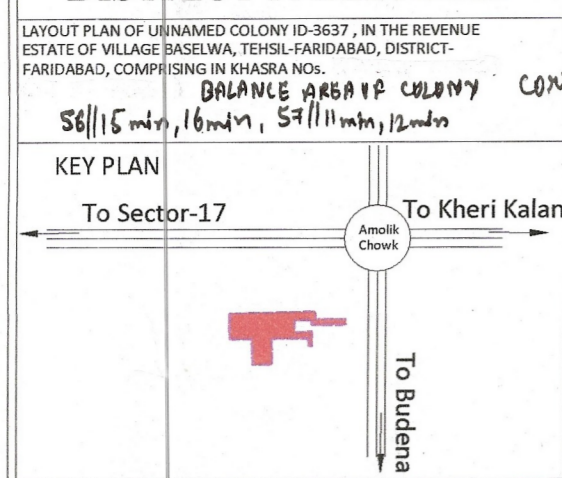 LAYOUT PLAN OF UNNAMED COLONY ID-3637 , IN THE REVENUE
ESTATE OF VILLAGE BASELWA, TEHSIL-FARIDABAD, DISTRICT-
FARIDABAD, COMPRISING IN KHASRA NOs.
BALANCE AREA OF COLONY
56//15 min, 16min, 57//11min, 12min
KEY PLAN
To Sector-17
Amolik
Chowk
To Kheri Kalan
To Budena